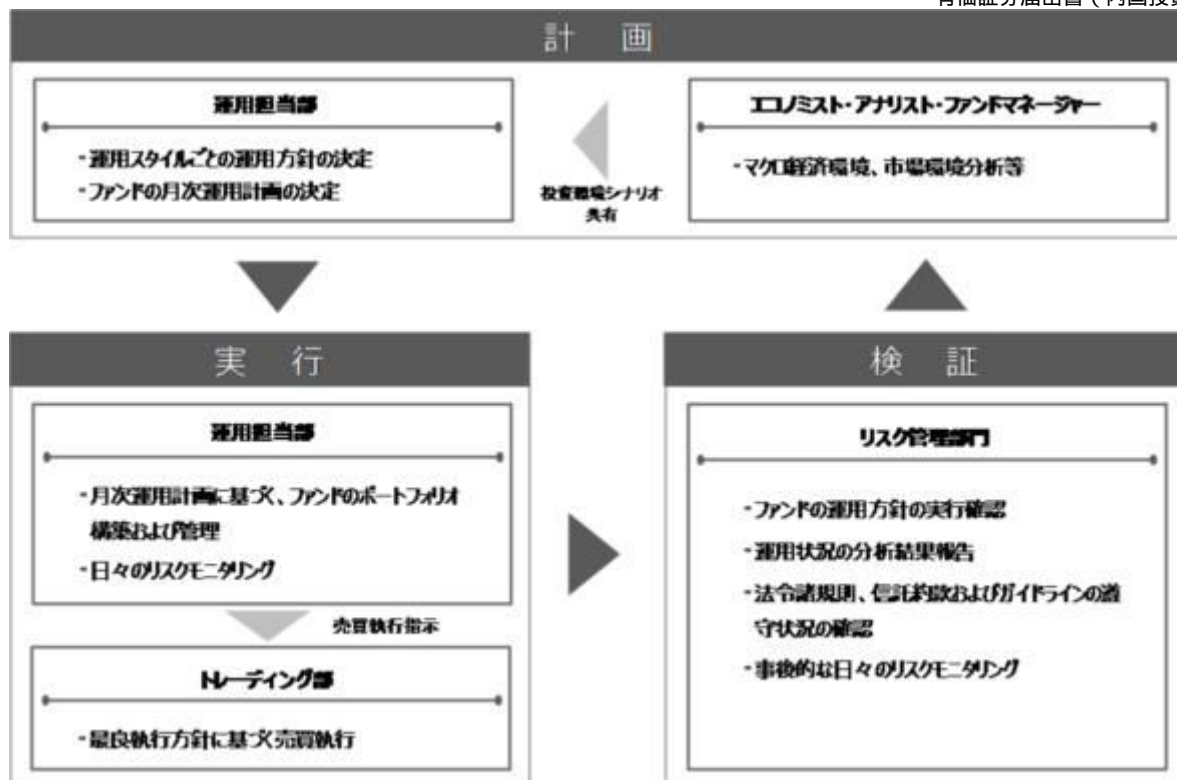 有価証券届出書（内国投資
計　画
運用担当部
・運用スタイルごとの運用方針の決定
・ファンドの月次運用計画の決定
投資環境シナリオ
共有
エコノミスト・アナリスト・ファンドマネージャー
・マクロ経済環境、市場環境分析等
実　行
運用担当部
・月次運用計画に基づく、ファンドのポートフォリオ
構築および管理
・日々のリスクモニタリング
売買執行指示
トレーディング部
・最良執行方針に基づく売買執行
検　証
リスク管理部門
・ファンドの運用方針の実行確認
・運用状況の分析結果報告
・法令諸規則、信託約款およびガイドラインの遵
守状況の確認
・事後的な日々のリスクモニタリング